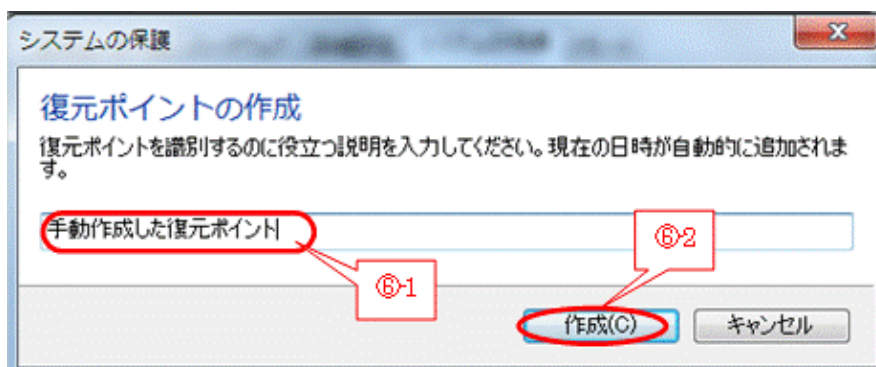 システムの保護
復元ポイントの作成
復元ポイントを識別するのに役立つ説明を入力してください。現在の日時が自動的に追加されま
す。
手動作成した復元ポイント
⑥-2
⑥-1
作成(C)
キャンセル